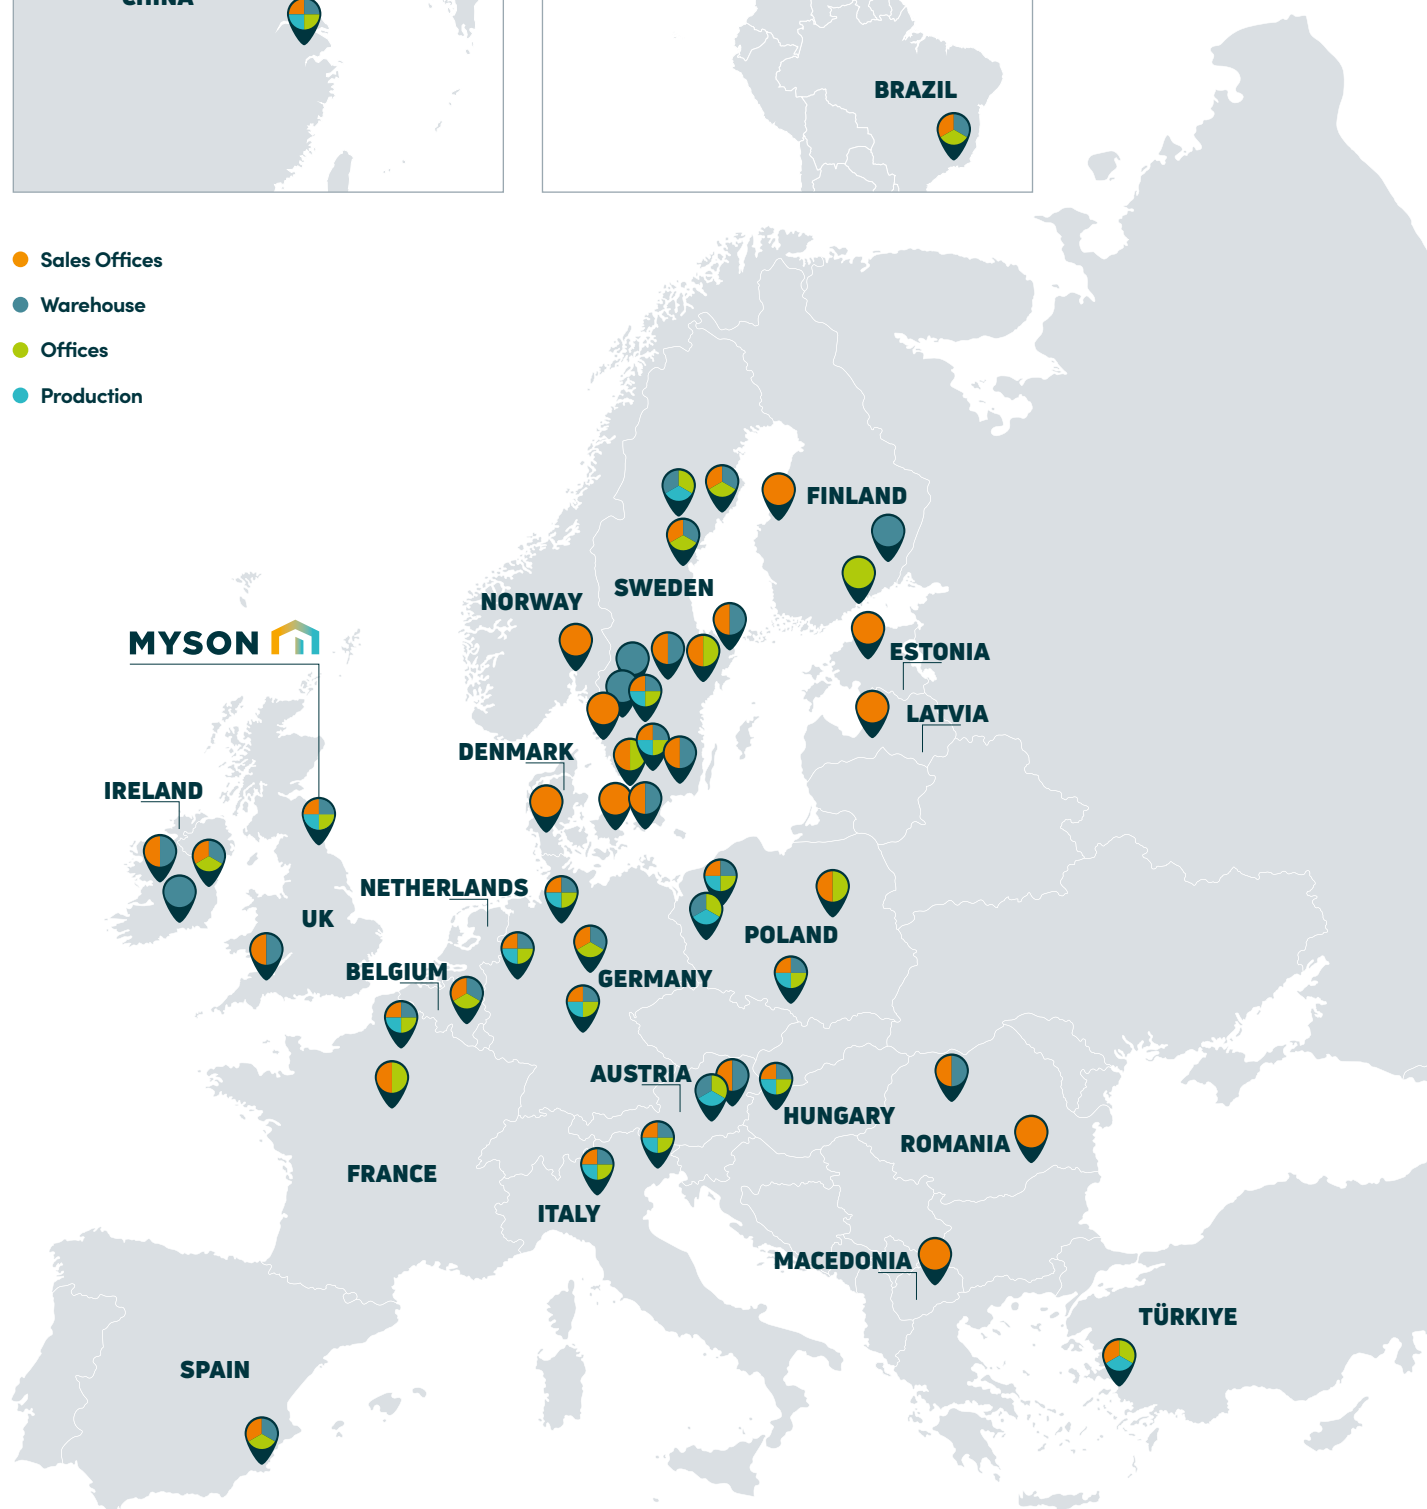 CHINA
BRAZIL
Sales Offices
Warehouse
Offices
Production
FINLAND
SWEDEN
NORWAY
MYSON
ESTONIA
LATVIA
DENMARK
IRELAND
NETHERLANDS
UK
POLAND
BELGIUM
GERMANY
AUSTRIA
HUNGARY
ROMANIA
FRANCE
ITALY
MACEDONIA
TÜRKIYE
SPAIN